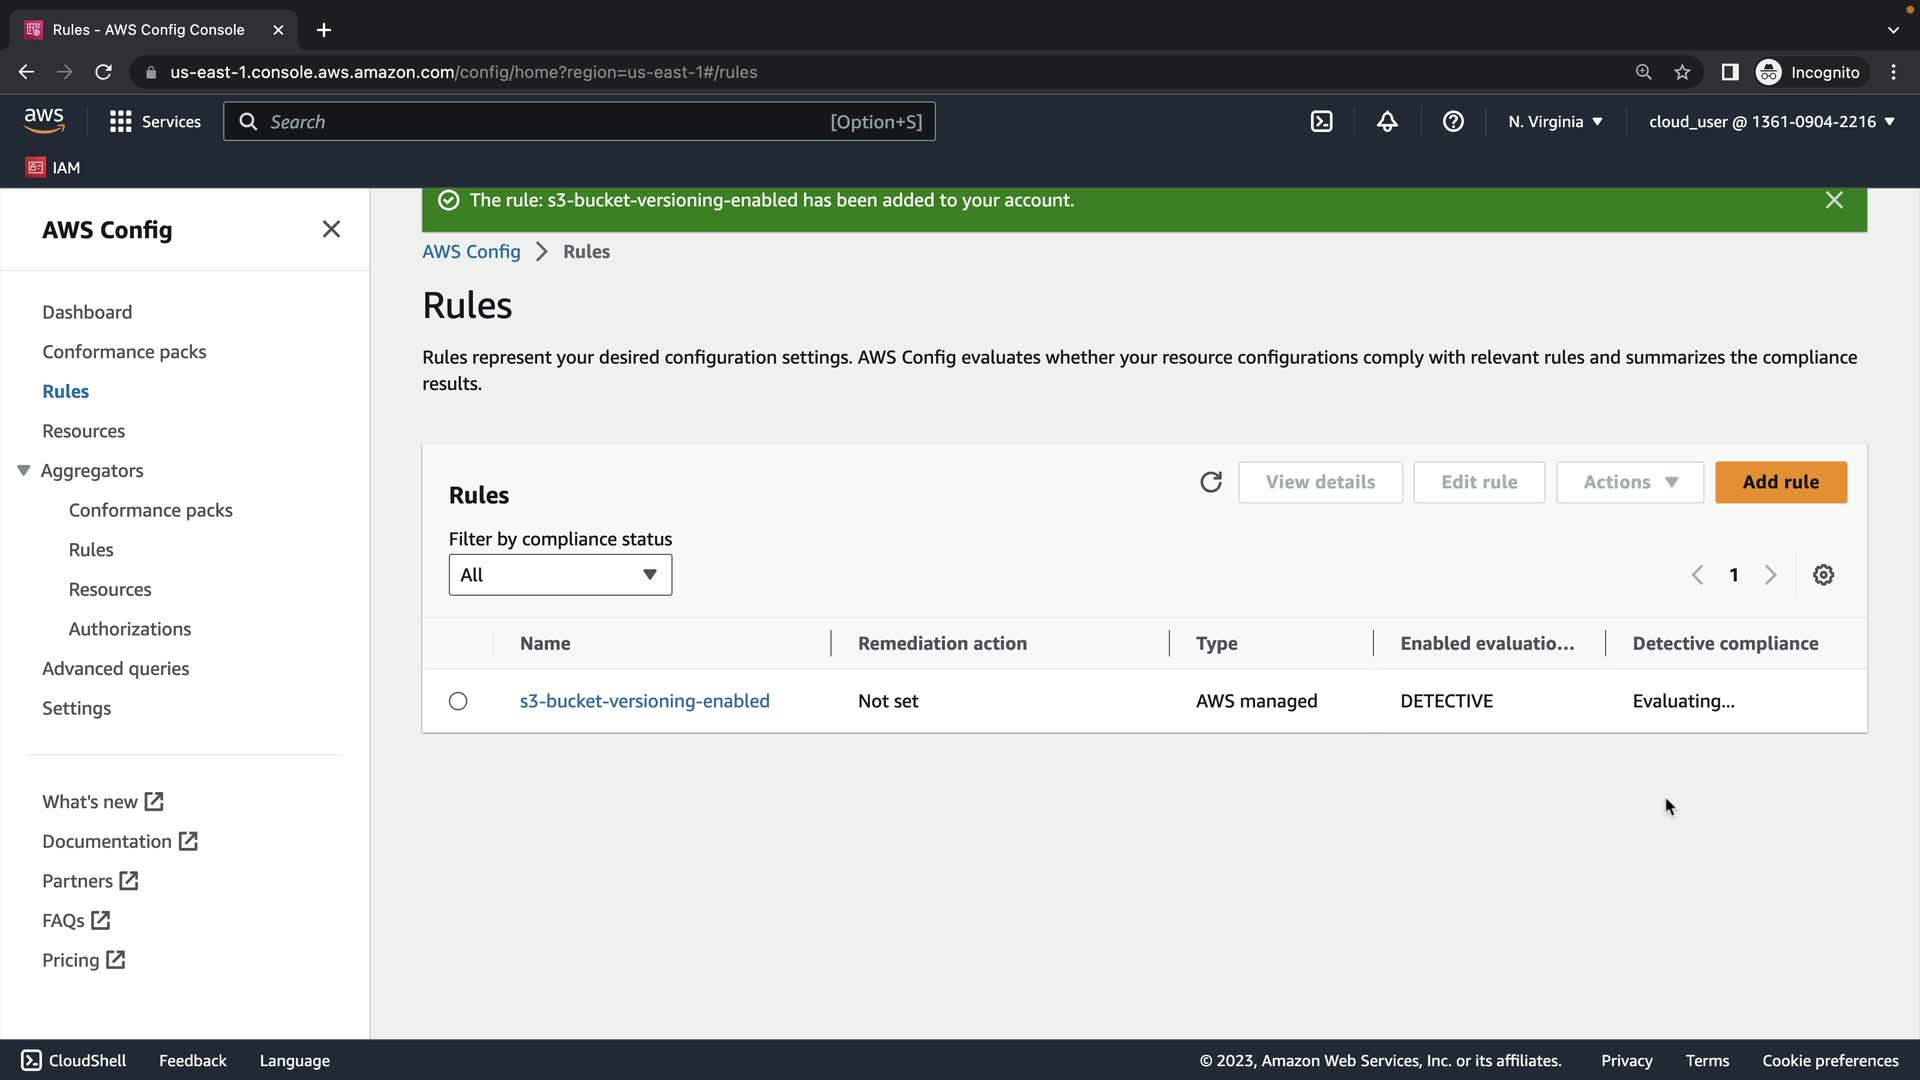 Rules - AWS Config Console
us-east-1.console.aws.amazon.com/config/home?region=us-east-1#/rules
Incognito
aws
Services
Search
[Option+S]
N. Virginia
cloud_user @ 1361-0904-2216
IAM
AWS Config
Dashboard
Conformance packs
Rules
Resources
Aggregators
Conformance packs
Rules
Resources
Authorizations
Advanced queries
Settings
What's new
Documentation
Partners
FAQs
Pricing
The rule: s3-bucket-versioning-enabled has been added to your account.
AWS Config > Rules
Rules
Rules represent your desired configuration settings. AWS Config evaluates whether your resource configurations comply with relevant rules and summarizes the compliance
results.
Rules
View details
Edit rule
Actions
Add rule
Filter by compliance status
All
1
Name
Remediation action
Type
Enabled evaluatio...
Detective compliance
s3-bucket-versioning-enabled
Not set
AWS managed
DETECTIVE
Evaluating...
CloudShell
Feedback
Language
© 2023, Amazon Web Services, Inc. or its affiliates.
Privacy
Terms
Cookie preferences